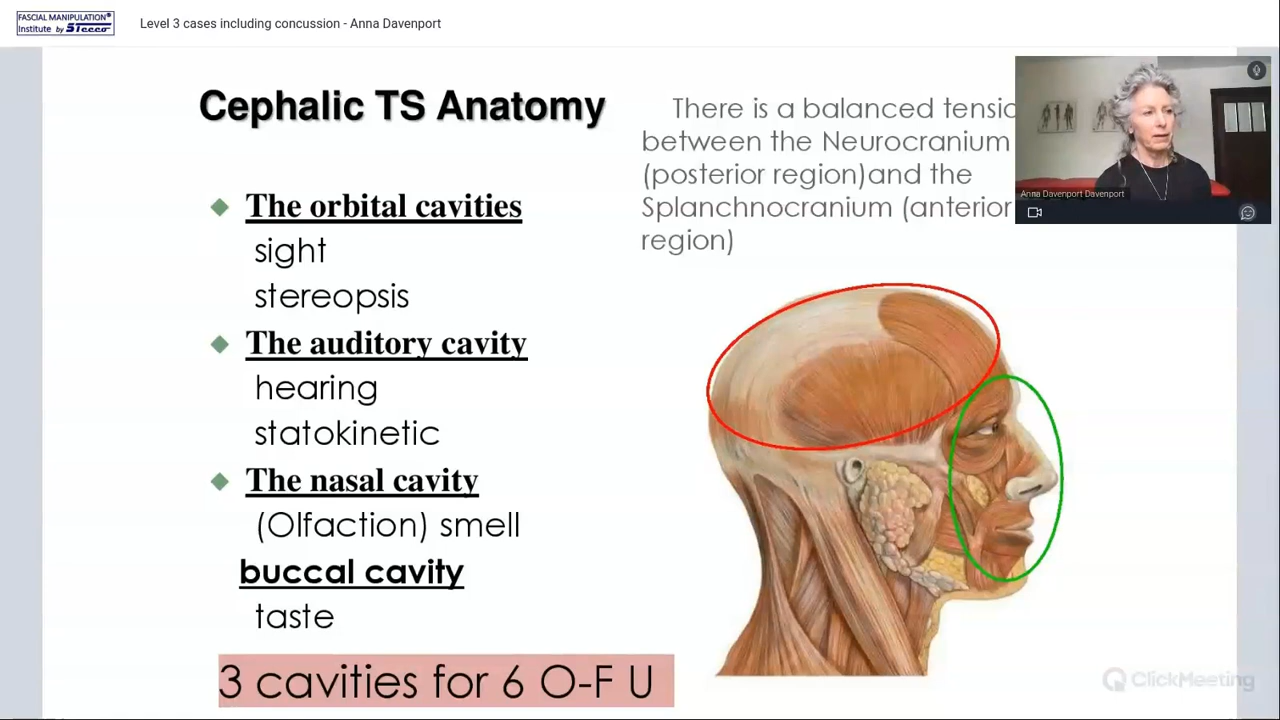 FASCIAL MANIPULATION®
Institute by Stecco
Level 3 cases including concussion - Anna Davenport
Cephalic TS Anatomy
The orbital cavities
sight
stereopsis
The auditory cavity
hearing
statokinetic
The nasal cavity
(Olfaction) smell
buccal cavity
taste
3 cavities for 6 O-F U
There is a balanced tensio
between the Neurocranium
(posterior region)and the
Splanchnocranium (anterior
region)
Anna Davenport Davenport
ClickMeeting